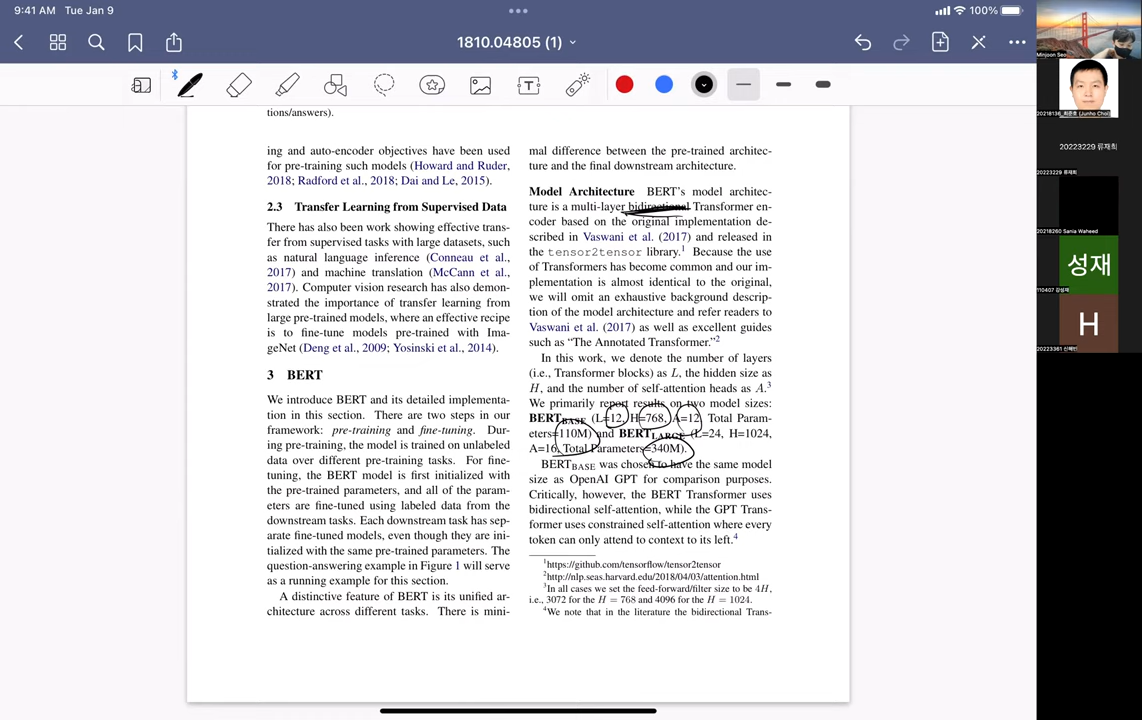 9:41 AM Tue Jan 9
100%
1810.04805 (1)
tions/answers).
ing and auto-encoder objectives have been used
for pre-training such models (Howard and Ruder,
2018; Radford et al., 2018; Dai and Le, 2015).
2.3 Transfer Learning from Supervised Data
There has also been work showing effective trans-
fer from supervised tasks with large datasets, such
as natural language inference (Conneau et al.,
2017) and machine translation (McCann et al.,
2017). Computer vision research has also demon-
strated the importance of transfer learning from
large pre-trained models, where an effective recipe
is to fine-tune models pre-trained with Ima-
geNet (Deng et al., 2009; Yosinski et al., 2014).
3 BERT
We introduce BERT and its detailed implementa-
tion in this section. There are two steps in our
framework: pre-training and fine-tuning. Dur-
ing pre-training, the model is trained on unlabeled
data over different pre-training tasks. For fine-
tuning, the BERT model is first initialized with
the pre-trained parameters, and all of the param-
eters are fine-tuned using labeled data from the
downstream tasks. Each downstream task has sep-
arate fine-tuned models, even though they are ini-
tialized with the same pre-trained parameters. The
question-answering example in Figure 1 will serve
as a running example for this section.
A distinctive feature of BERT is its unified ar-
chitecture across different tasks. There is mini-
mal difference between the pre-trained architec-
ture and the final downstream architecture.
Model Architecture BERT's model architec-
ture is a multi-layer bidirectional Transformer en-
coder based on the original implementation de-
scribed in Vaswani et al. (2017) and released in
the tensor2tensor library.1 Because the use
of Transformers has become common and our im-
plementation is almost identical to the original,
we will omit an exhaustive background descrip-
tion of the model architecture and refer readers to
Vaswani et al. (2017) as well as excellent guides
such as “The Annotated Transformer.”2
In this work, we denote the number of layers
(i.e., Transformer blocks) as L, the hidden size as
H, and the number of self-attention heads as A.3
We primarily report results on two model sizes:
BERTBASE (L=12, H=768, A=12, Total Param-
eters=110M) and BERTLARGE (L=24, H=1024,
A=16, Total Parameters=340M).
BERTBASE was chosen to have the same model
size as OpenAI GPT for comparison purposes.
Critically, however, the BERT Transformer uses
bidirectional self-attention, while the GPT Trans-
former uses constrained self-attention where every
token can only attend to context to its left.4
1https://github.com/tensorflow/tensor2tensor
2http://nlp.seas.harvard.edu/2018/04/03/attention.html
3In all cases we set the feed-forward/filter size to be 4H,
i.e., 3072 for the H = 768 and 4096 for the H = 1024.
4We note that in the literature the bidirectional Trans-
Minjoon Seo
(Junho Choi)
20223229 류재희
20223229 류재희
20218260 Sania Waheed
성재
H